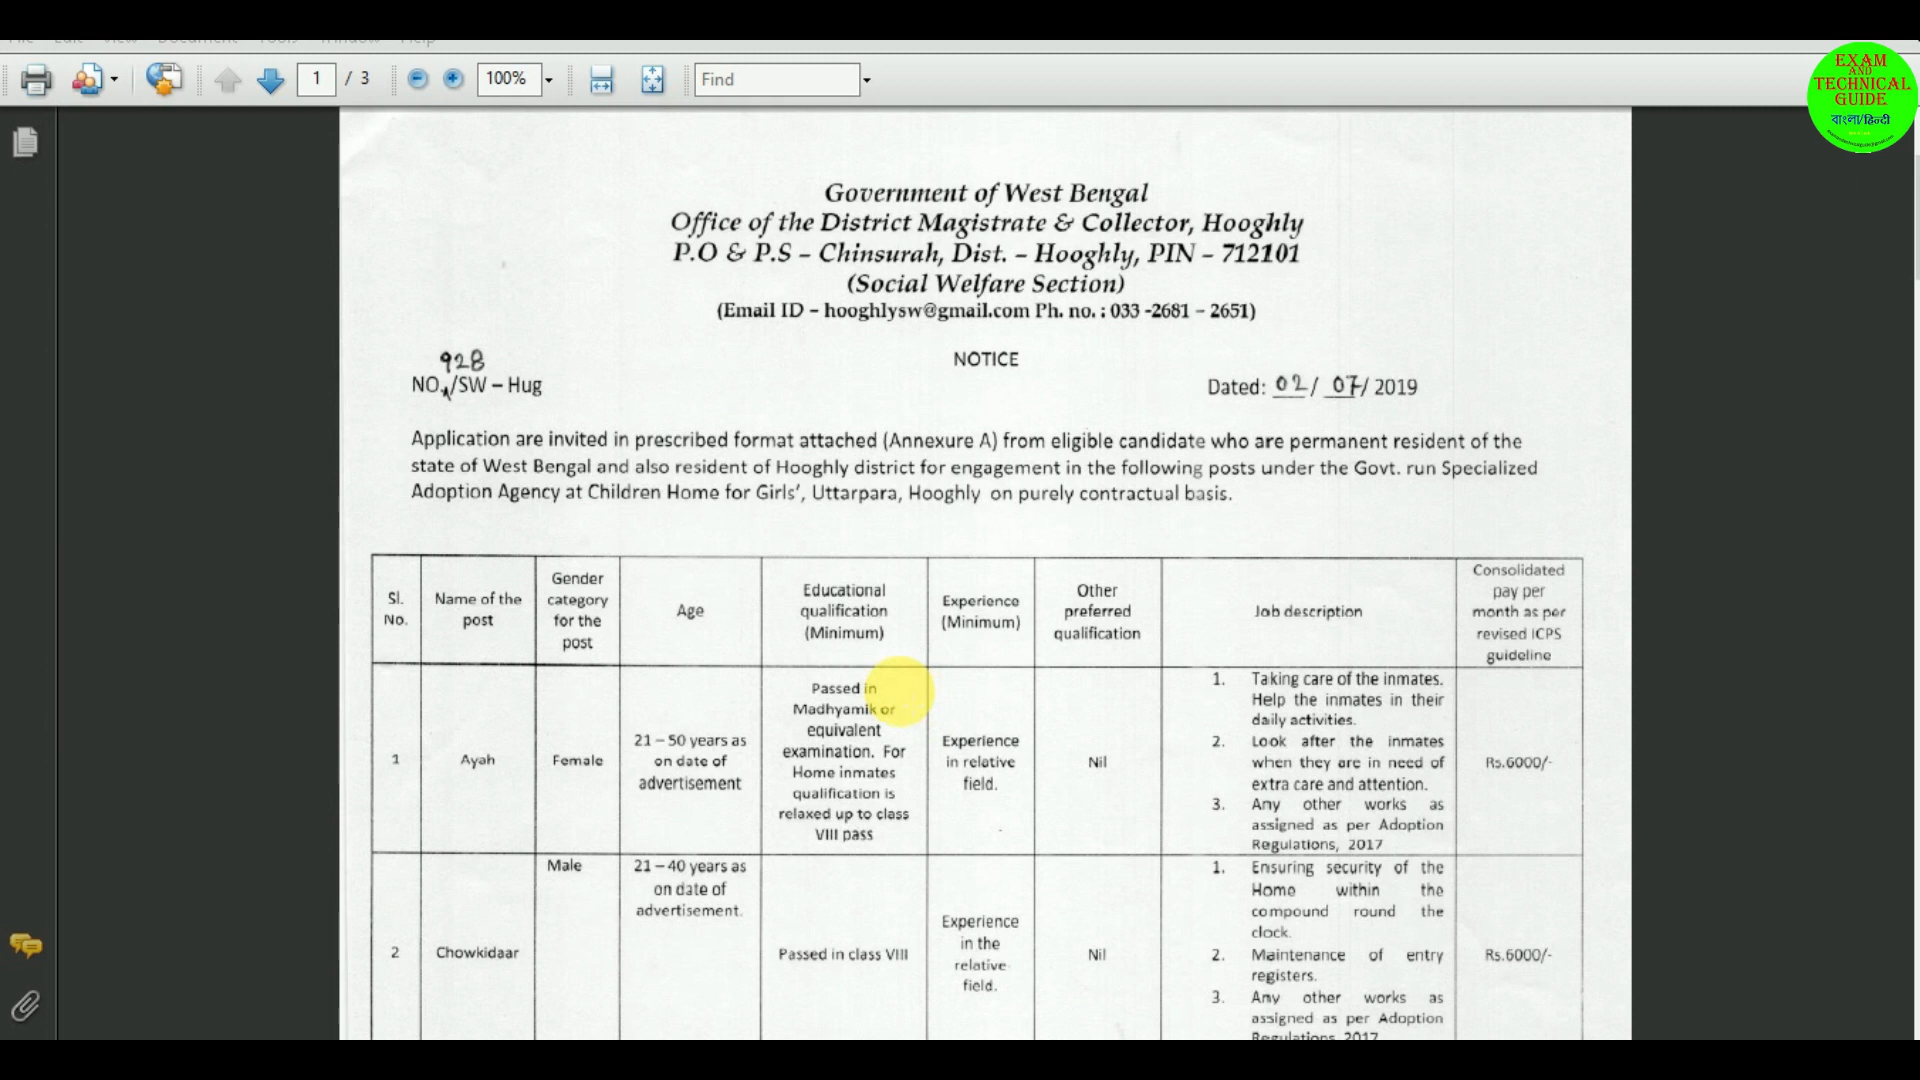 1 / 3
100%
Find
EXAM
AND
TECHNICAL
GUIDE
বাংলা/हिन्दी
Government of West Bengal
Office of the District Magistrate & Collector, Hooghly
P.O & P.S – Chinsurah, Dist. – Hooghly, PIN – 712101
(Social Welfare Section)
(Email ID – hooghlysw@gmail.com Ph. no. : 033 -2681 – 2651)
NOTICE
928
NO./SW – Hug
Dated: 02/ 07/ 2019
Application are invited in prescribed format attached (Annexure A) from eligible candidate who are permanent resident of the
state of West Bengal and also resident of Hooghly district for engagement in the following posts under the Govt. run Specialized
Adoption Agency at Children Home for Girls’, Uttarpara, Hooghly on purely contractual basis.
Sl.
No.
Name of the
post
Gender
category
for the
post
Age
Educational
qualification
(Minimum)
Experience
(Minimum)
Other
preferred
qualification
Job description
Consolidated
pay per
month as per
revised ICPS
guideline
1
Ayah
Female
21 – 50 years as
on date of
advertisement
Passed in
Madhyamik or
equivalent
examination. For
Home inmates
qualification is
relaxed up to class
VIII pass
Experience
in relative
field.
Nil
1. Taking care of the inmates.
Help the inmates in their
daily activities.
2. Look after the inmates
when they are in need of
extra care and attention.
3. Any other works as
assigned as per Adoption
Regulations, 2017
Rs.6000/-
2
Chowkidaar
Male
21 – 40 years as
on date of
advertisement.
Passed in class VIII
Experience
in the
relative
field.
Nil
1. Ensuring security of the
Home within the
compound round the
clock.
2. Maintenance of entry
registers.
3. Any other works as
assigned as per Adoption
Regulations, 2017
Rs.6000/-